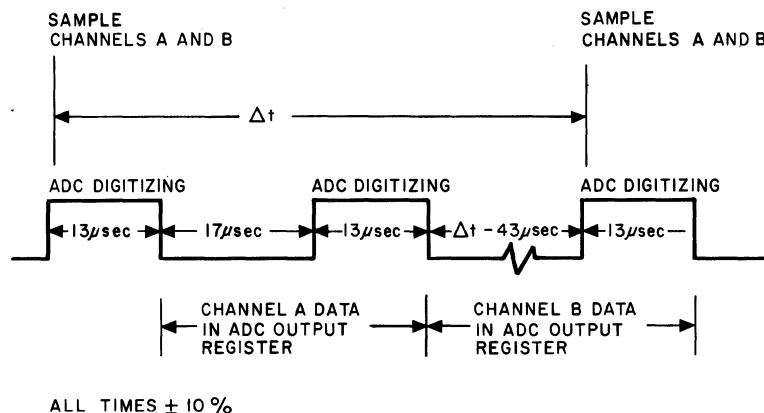 SAMPLE
CHANNELS A AND B
SAMPLE
CHANNELS A AND B
Δt
ADC DIGITIZING
ADC DIGITIZING
ADC DIGITIZING
13μsec
17μsec
13μsec
Δt - 43μsec
13μsec
CHANNEL A DATA
IN ADC OUTPUT
REGISTER
CHANNEL B DATA
IN ADC OUTPUT
REGISTER
ALL TIMES ± 10 %